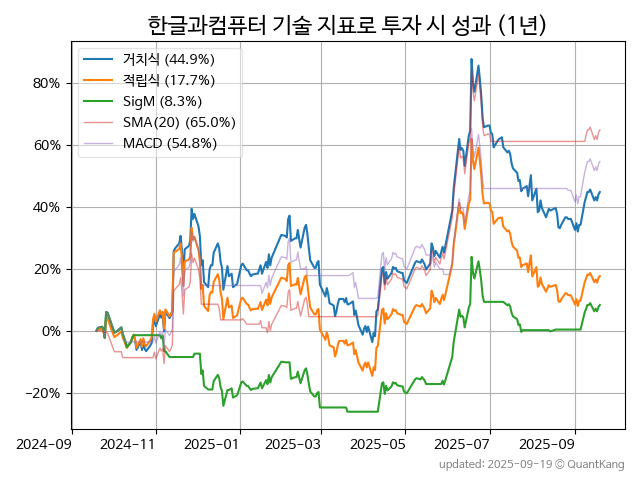 한글과컴퓨터 기술 지표로 투자 시 성과 (1년)
거치식 (44.9%)
적립식 (17.7%)
SigM (8.3%)
SMA(20) (65.0%)
MACD (54.8%)
80%
60%
40%
20%
0%
−20%
2024-09 2024-11 2025-01 2025-03 2025-05 2025-07 2025-09
updated: 2025-09-19 © QuantKang